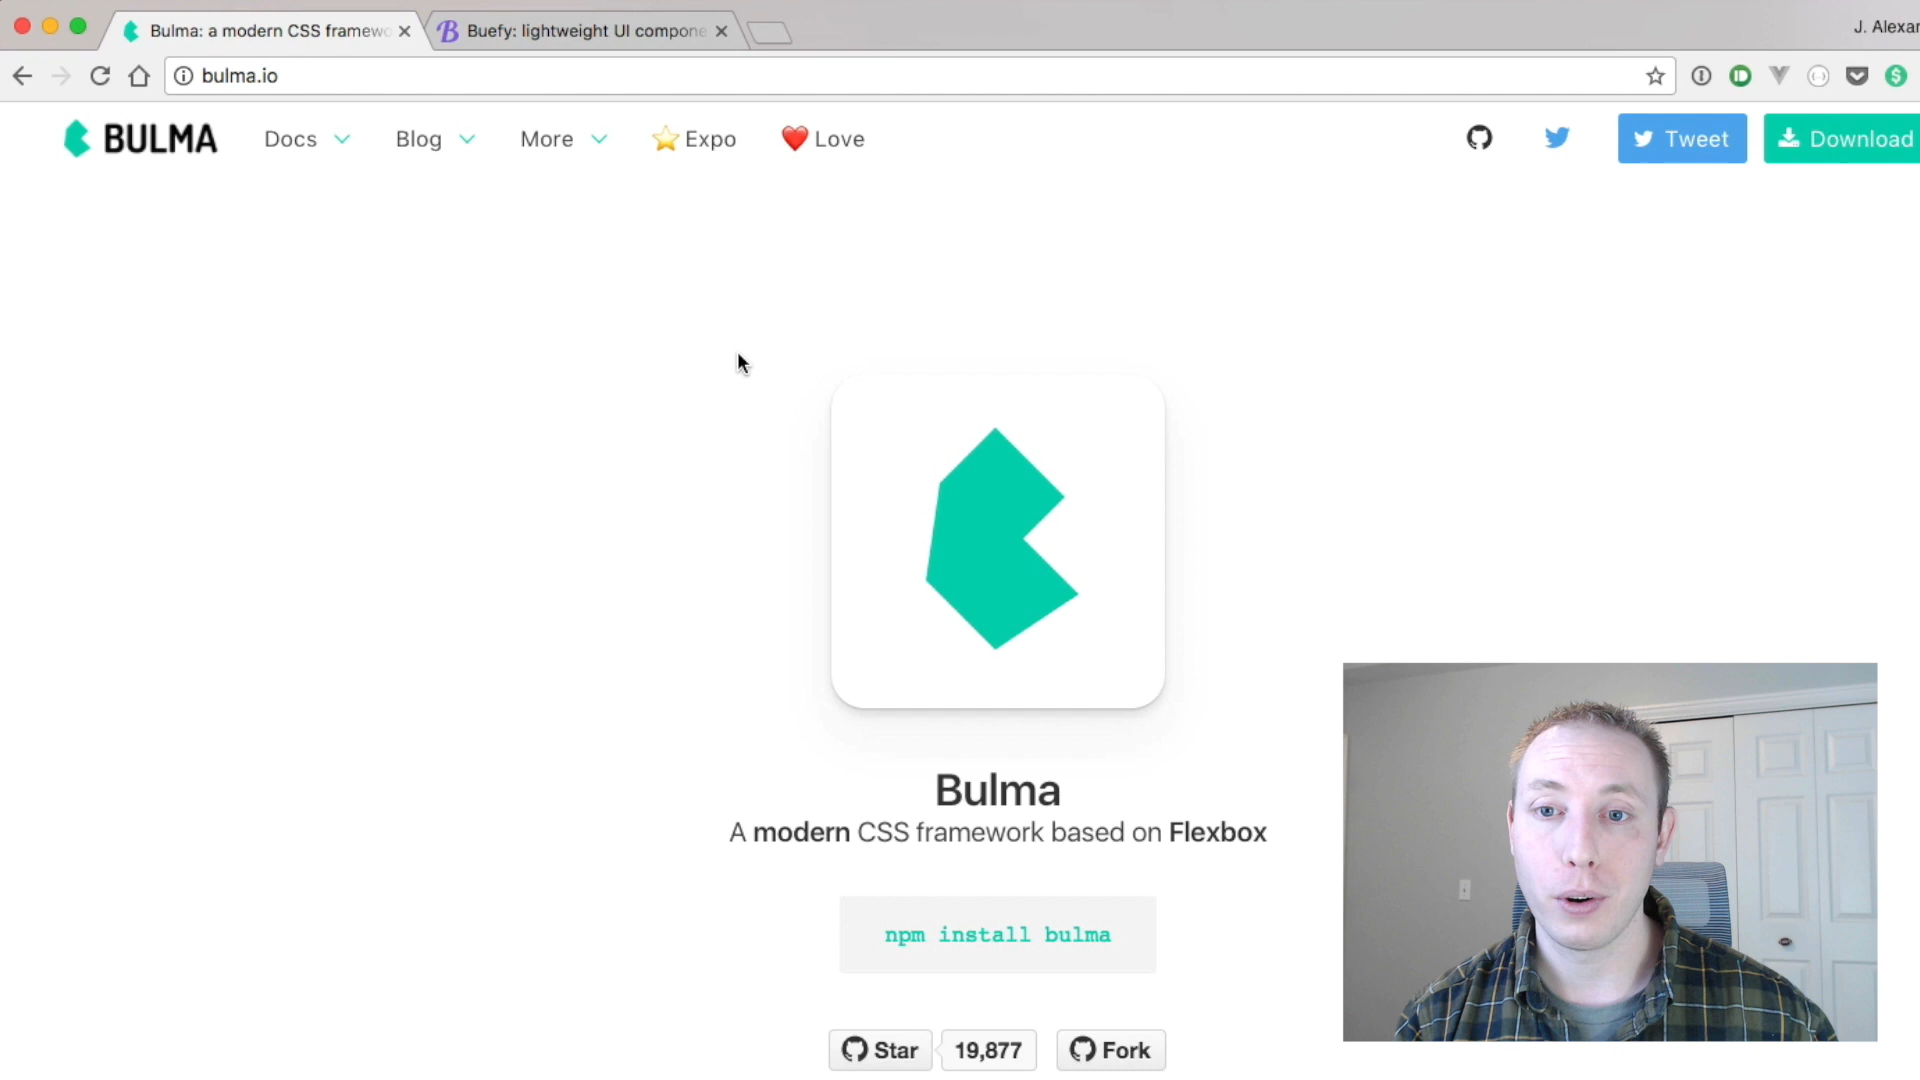 Bulma: a modern CSS framewo
Buefy: lightweight UI compone
J. Alexar
bulma.io
BULMA
Docs
Blog
More
Expo
Love
Tweet
Download
Bulma
A modern CSS framework based on Flexbox
npm install bulma
Star
19,877
Fork